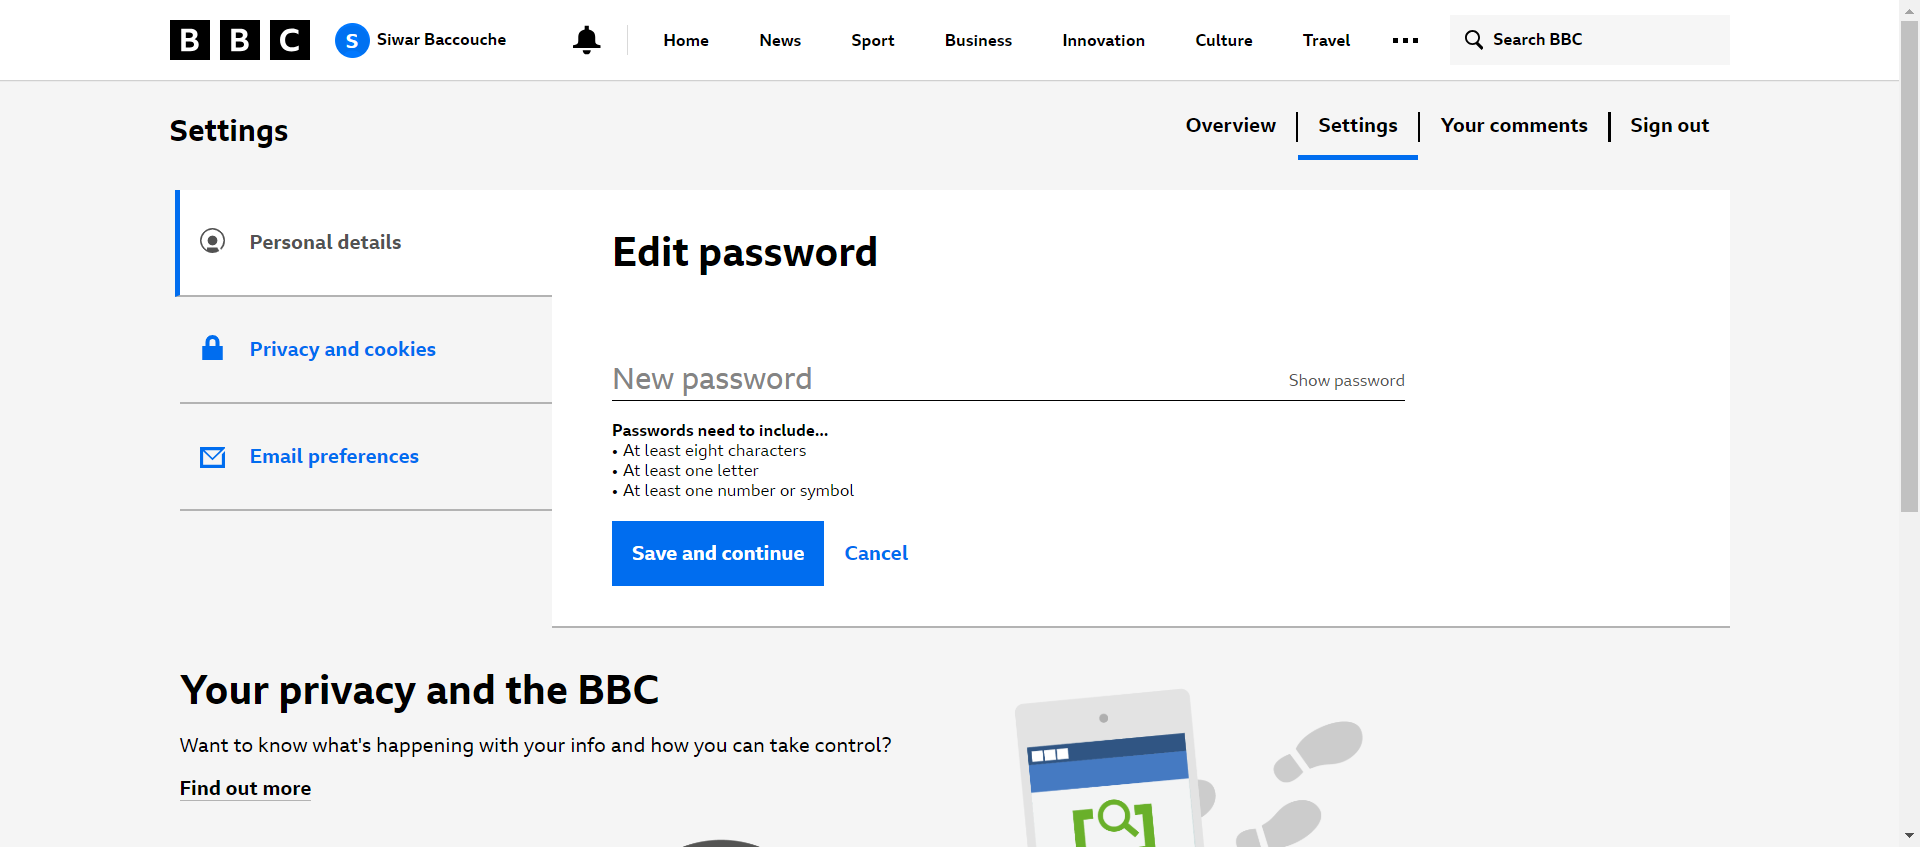 BBC
S Siwar Baccouche
Home News Sport Business Innovation Culture Travel
Search BBC
Settings
Overview Settings Your comments Sign out
Personal details
Privacy and cookies
Email preferences
Edit password
New password Show password
Passwords need to include...
• At least eight characters
• At least one letter
• At least one number or symbol
Save and continue Cancel
Your privacy and the BBC
Want to know what's happening with your info and how you can take control?
Find out more